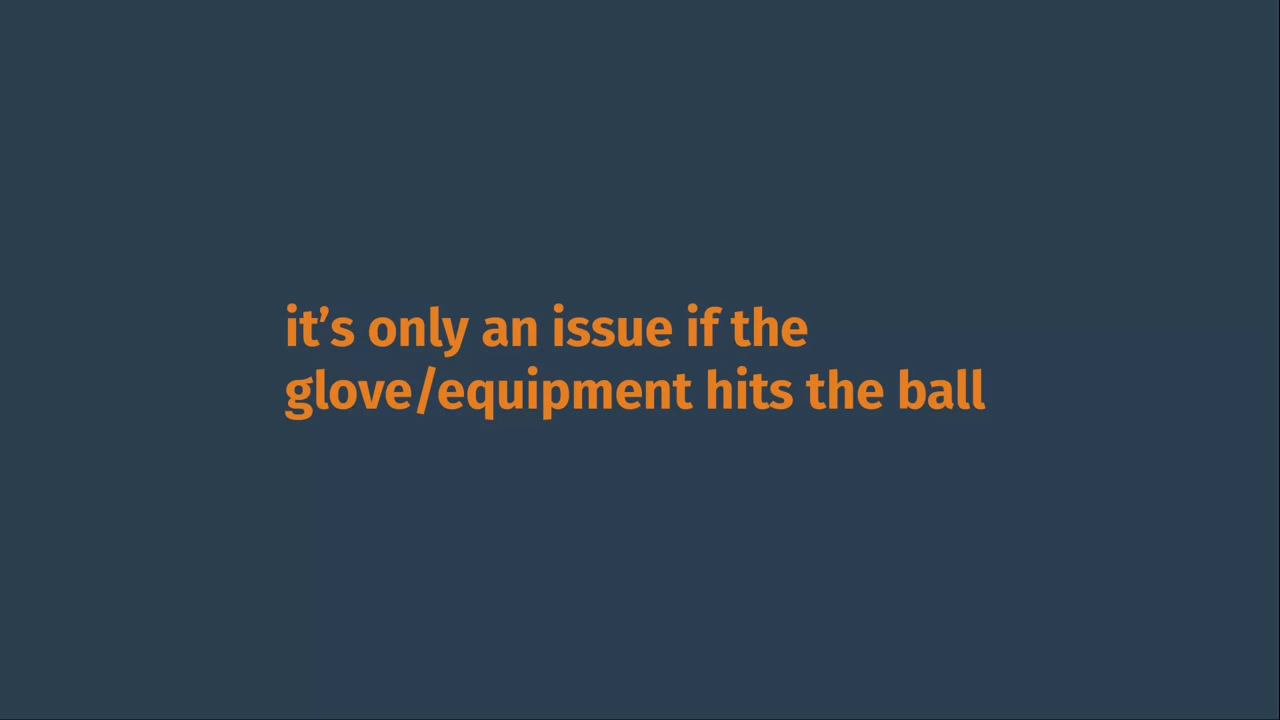 it’s only an issue if the
glove/equipment hits the ball